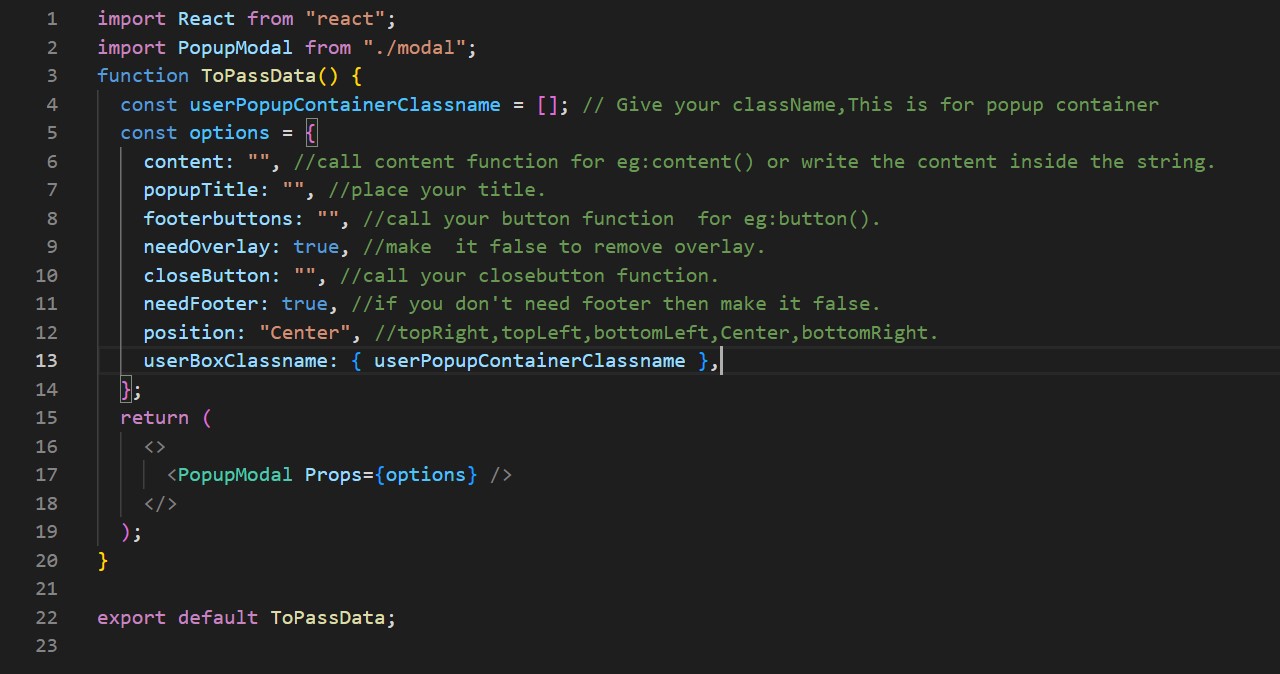 1 import React from "react";
2 import PopupModal from "./modal";
3 function ToPassData() {
4   const userPopupContainerClassname = []; // Give your className,This is for popup container
5   const options = {
6     content: "", //call content function for eg:content() or write the content inside the string.
7     popupTitle: "", //place your title.
8     footerbuttons: "", //call your button function  for eg:button().
9     needOverlay: true, //make  it false to remove overlay.
10     closeButton: "", //call your closebutton function.
11     needFooter: true, //if you don't need footer then make it false.
12     position: "Center", //topRight,topLeft,bottomLeft,Center,bottomRight.
13     userBoxClassname: { userPopupContainerClassname },
14   };
15   return (
16     <>
17       <PopupModal Props={options} />
18     </>
19   );
20 }
21
22 export default ToPassData;
23